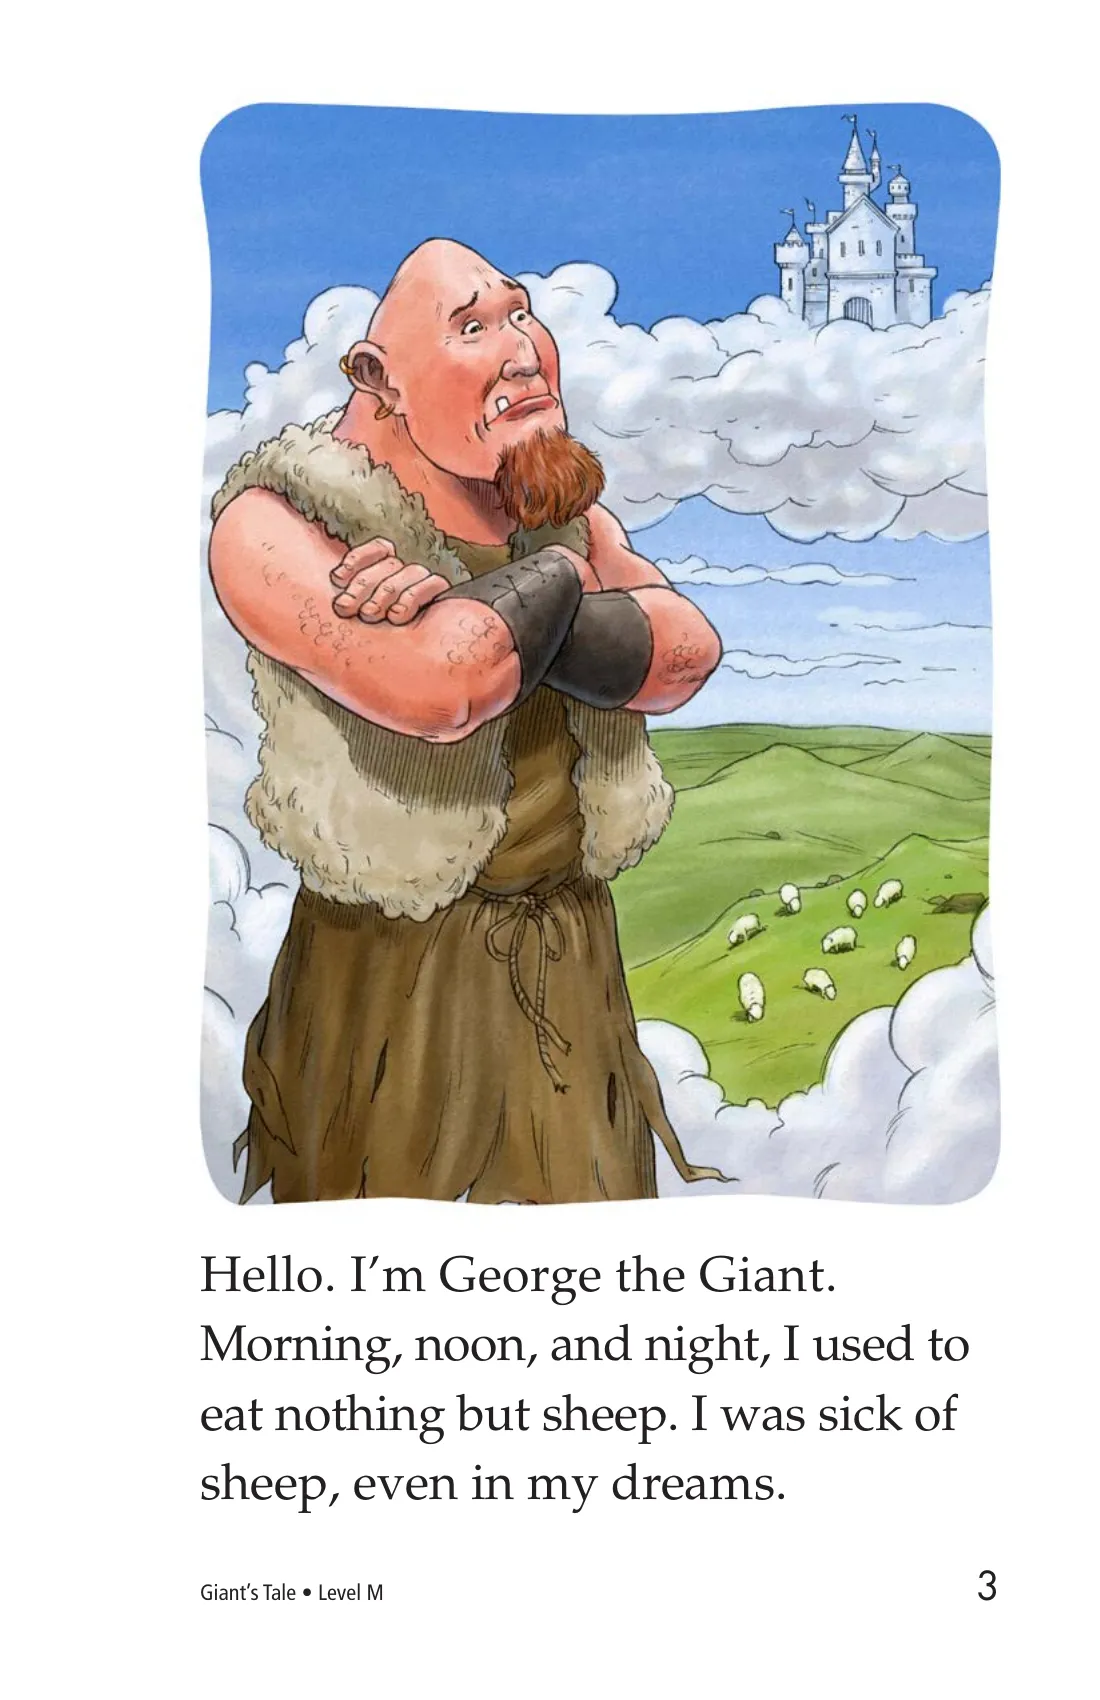 Hello. I’m George the Giant.
Morning, noon, and night, I used to
eat nothing but sheep. I was sick of
sheep, even in my dreams.
Giant’s Tale • Level M
3